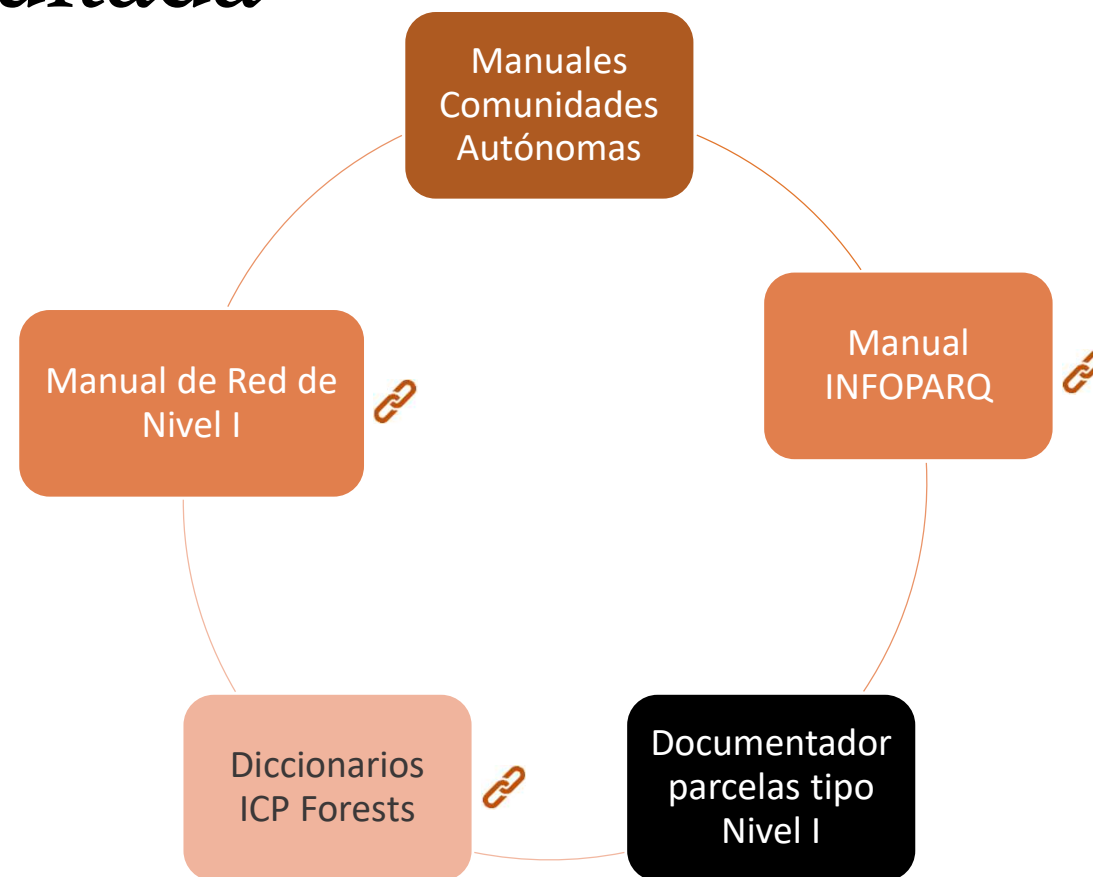 Manuales
Comunidades
Autónomas
Manual
INFOPARQ
Manual de Red de
Nivel I
Diccionarios
ICP Forests
Documentador
parcelas tipo
Nivel I